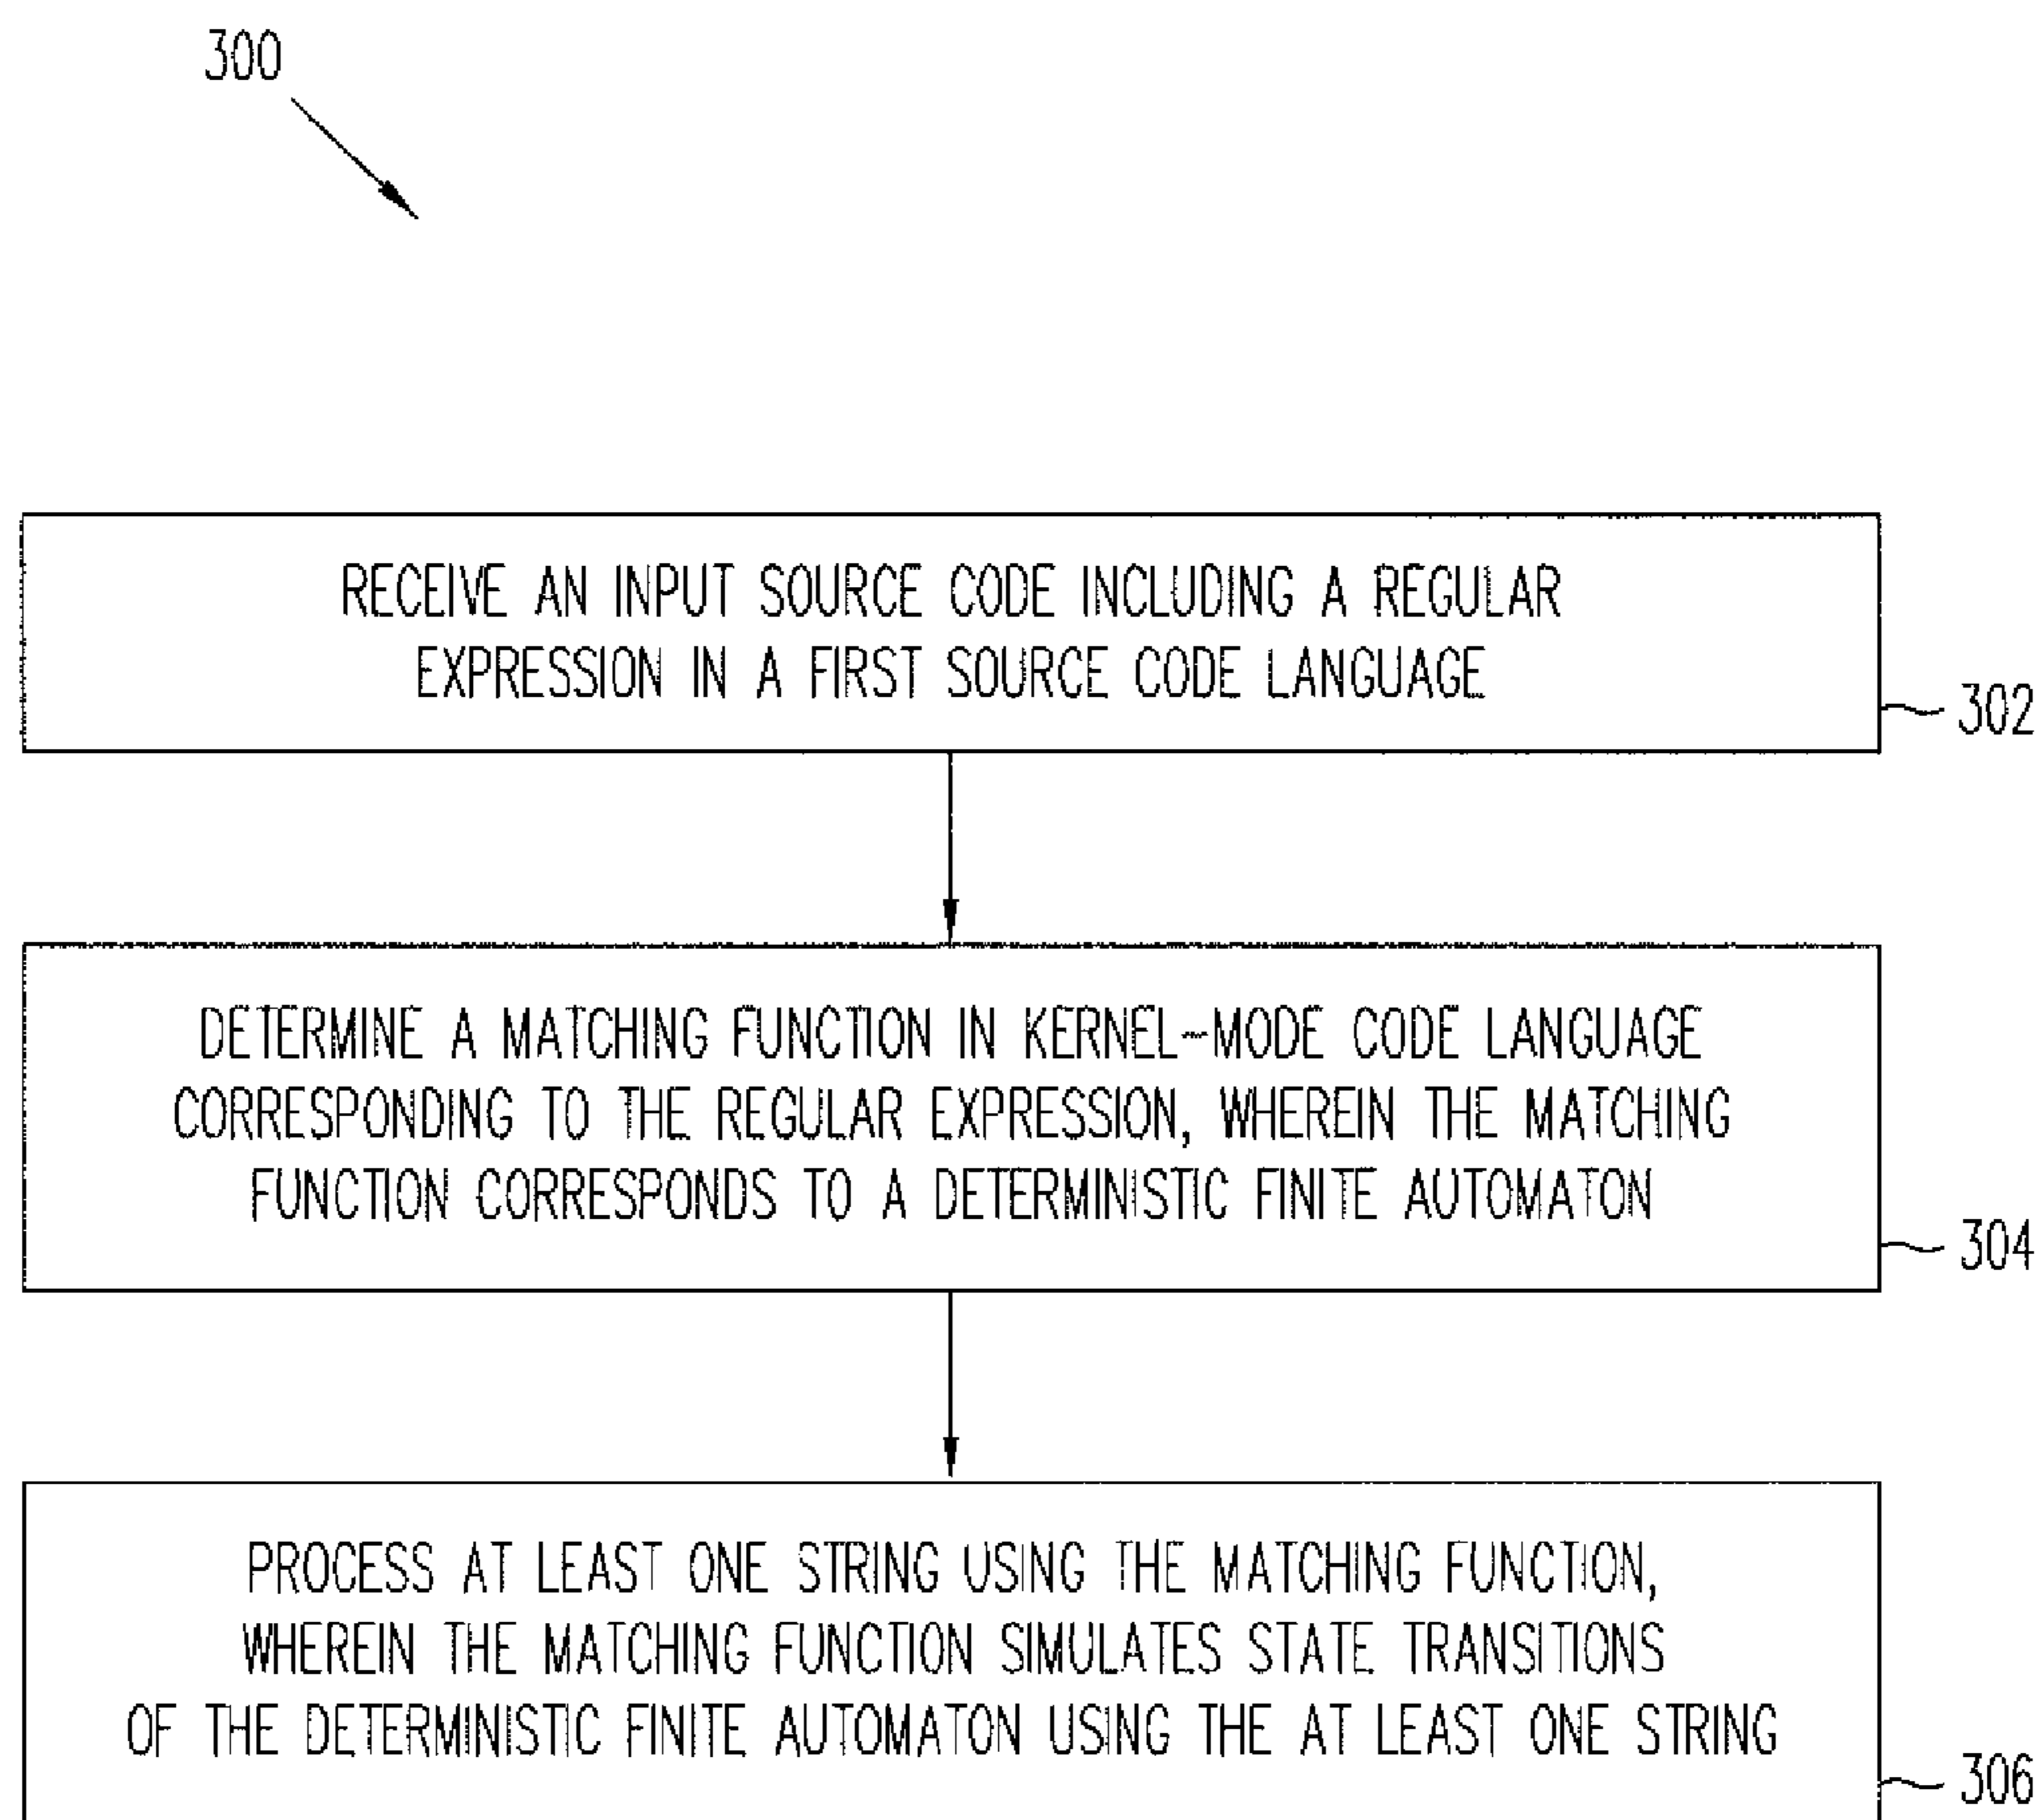 300
RECEIVE AN INPUT SOURCE CODE INCLUDING A REGULAR
EXPRESSION IN A FIRST SOURCE CODE LANGUAGE
302
DETERMINE A MATCHING FUNCTION IN KERNEL-MODE CODE LANGUAGE
CORRESPONDING TO THE REGULAR EXPRESSION, WHEREIN THE MATCHING
FUNCTION CORRESPONDS TO A DETERMINISTIC FINITE AUTOMATON
304
PROCESS AT LEAST ONE STRING USING THE MATCHING FUNCTION,
WHEREIN THE MATCHING FUNCTION SIMULATES STATE TRANSITIONS
OF THE DETERMINISTIC FINITE AUTOMATON USING THE AT LEAST ONE STRING
306